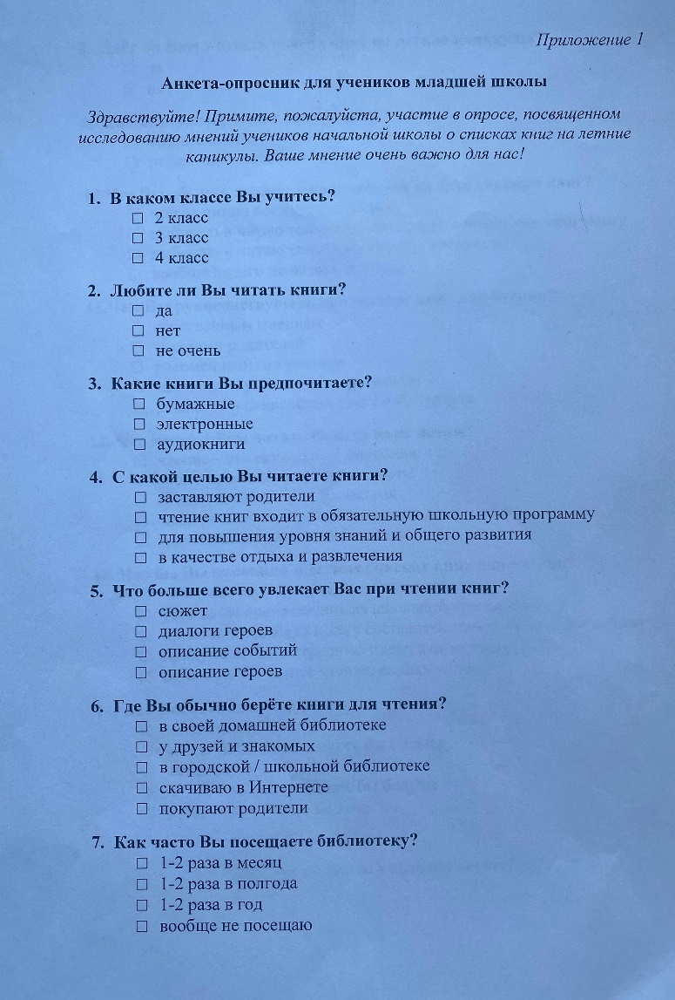 Приложение 1
Анкета-опросник для учеников младшей школы
Здравствуйте! Примите, пожалуйста, участие в опросе, посвященном
исследованию мнений учеников начальной школы о списках книг на летние
каникулы. Ваше мнение очень важно для нас!
1. В каком классе Вы учитесь?
☐ 2 класс
☐ 3 класс
☐ 4 класс
2. Любите ли Вы читать книги?
☐ да
☐ нет
☐ не очень
3. Какие книги Вы предпочитаете?
☐ бумажные
☐ электронные
☐ аудиокниги
4. С какой целью Вы читаете книги?
☐ заставляют родители
☐ чтение книг входит в обязательную школьную программу
☐ для повышения уровня знаний и общего развития
☐ в качестве отдыха и развлечения
5. Что больше всего увлекает Вас при чтении книг?
☐ сюжет
☐ диалоги героев
☐ описание событий
☐ описание героев
6. Где Вы обычно берёте книги для чтения?
☐ в своей домашней библиотеке
☐ у друзей и знакомых
☐ в городской / школьной библиотеке
☐ скачиваю в Интернете
☐ покупают родители
7. Как часто Вы посещаете библиотеку?
☐ 1-2 раза в месяц
☐ 1-2 раза в полгода
☐ 1-2 раза в год
☐ вообще не посещаю